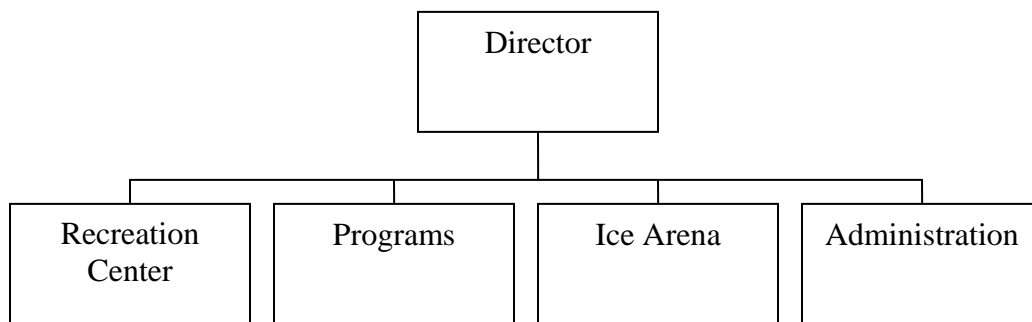 Director
Recreation
Center
Programs
Ice Arena
Administration